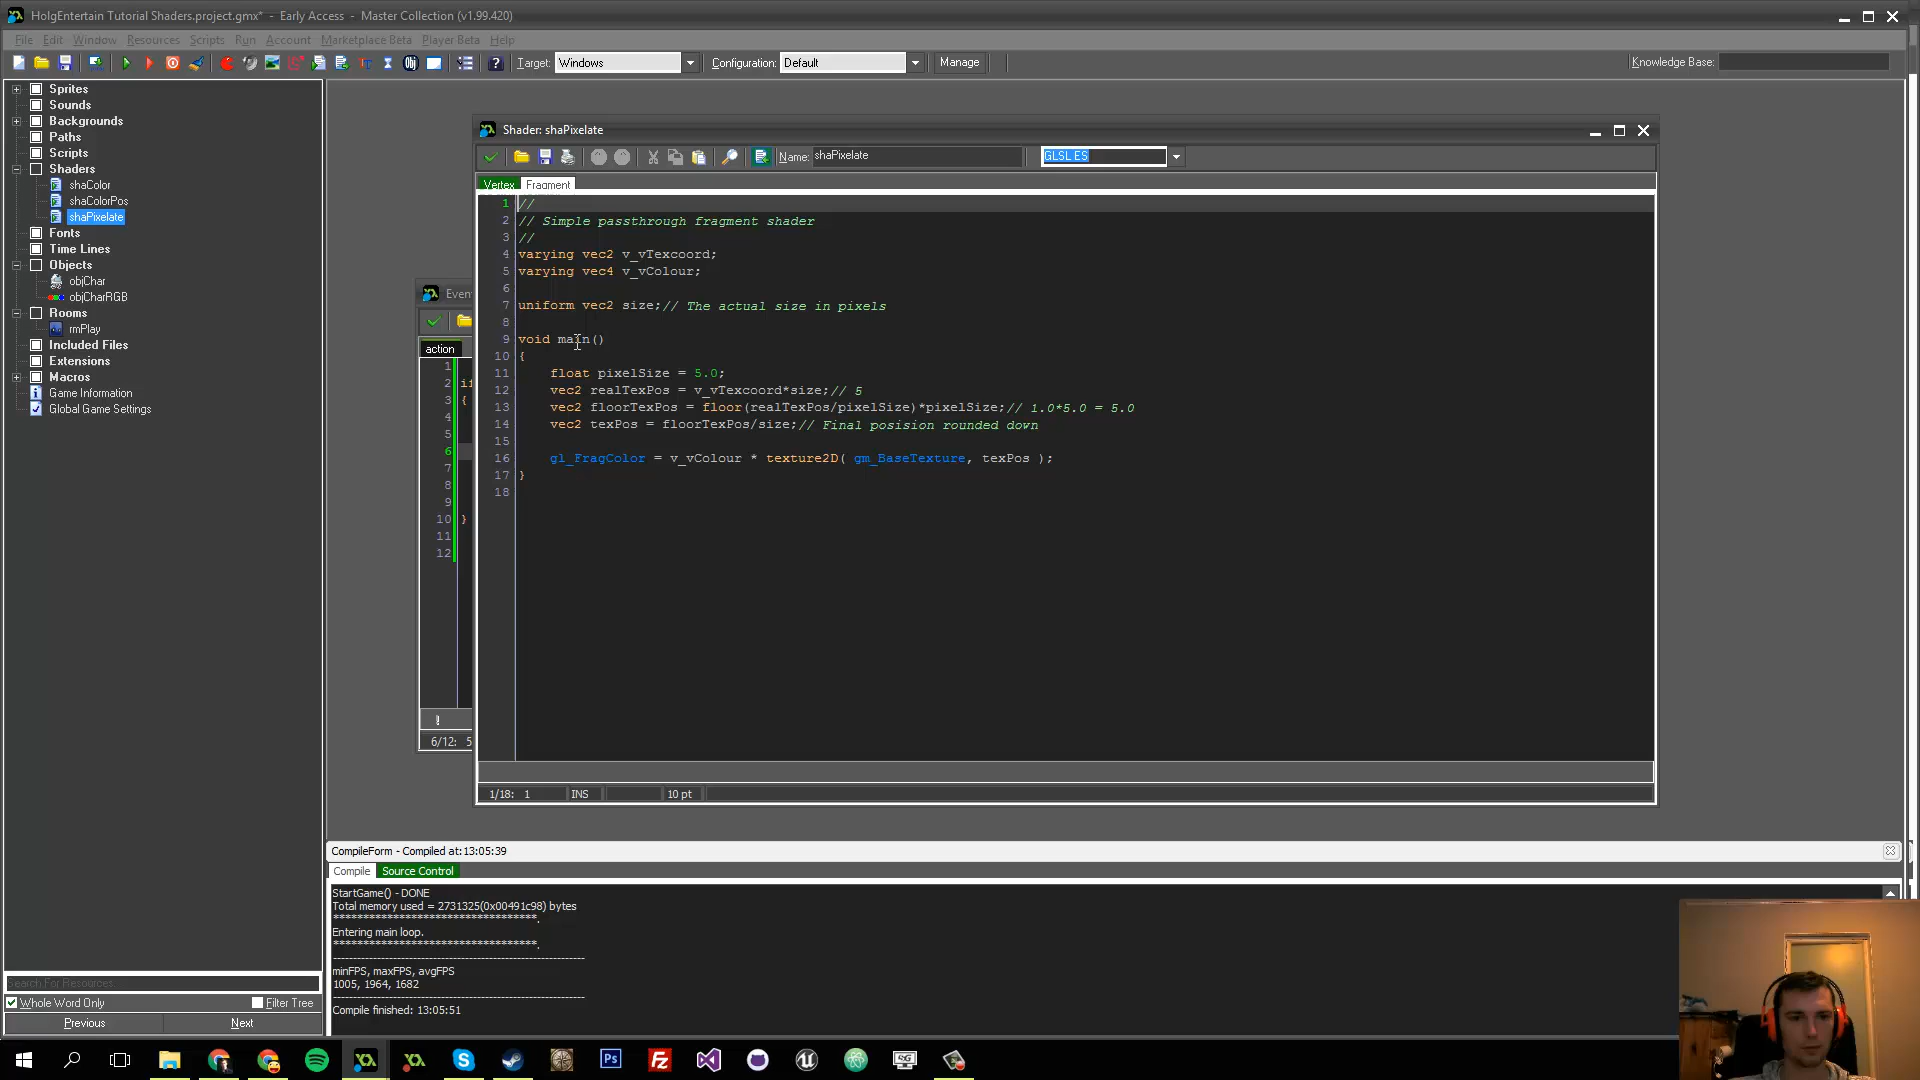 HolgEntertain Tutorial Shaders.project.gmx* - Early Access - Master Collection (v1.99.420)
File Edit Window Resources Scripts Run Account Marketplace Beta Player Beta Help
Target: Windows Configuration: Default Manage Knowledge Base:
Sprites
Sounds
Backgrounds
Paths
Scripts
Shaders
shaColor
shaColorPos
shaPixelate
Fonts
Time Lines
Objects
objChar
objCharRGB
Rooms
rmPlay
Included Files
Extensions
Macros
Game Information
Global Game Settings
Search For Resources
Whole Word Only Filter Tree
Previous Next
Even
action
1
2 if
3 {
4
5
6
7
8
9
10 }
11
12
6/12: 5
Shader: shaPixelate
Name: shaPixelate GLSL ES
Vertex Fragment
1 //
2 // Simple passthrough fragment shader
3 //
4 varying vec2 v_vTexcoord;
5 varying vec4 v_vColour;
6
7 uniform vec2 size;// The actual size in pixels
8
9 void main()
10 {
11 float pixelSize = 5.0;
12 vec2 realTexPos = v_vTexcoord*size;// 5
13 vec2 floorTexPos = floor(realTexPos/pixelSize)*pixelSize;// 1.0*5.0 = 5.0
14 vec2 texPos = floorTexPos/size;// Final posision rounded down
15
16 gl_FragColor = v_vColour * texture2D( gm_BaseTexture, texPos );
17 }
18
1/18: 1 INS 10 pt
CompileForm - Compiled at:13:05:39
Compile Source Control
StartGame() - DONE
Total memory used = 2731325(0x00491c98) bytes
***********************************.
Entering main loop.
***********************************.
minFPS, maxFPS, avgFPS
1005, 1964, 1682
Compile finished: 13:05:51